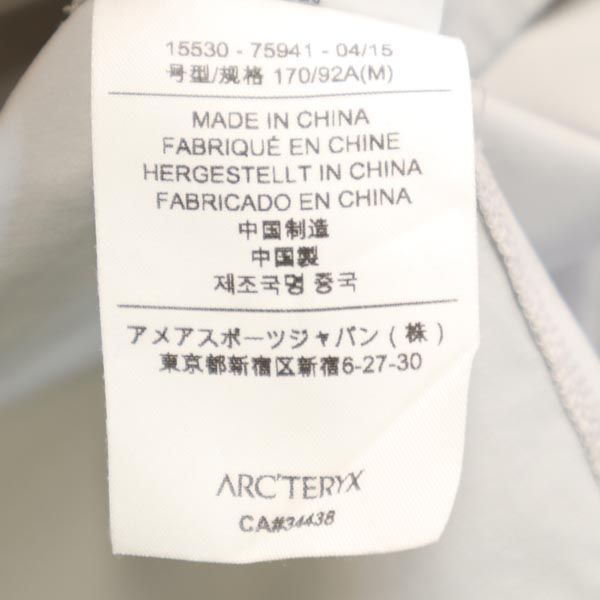 15530 - 75941 - 04/15
号型/规格 170/92A(M)
MADE IN CHINA
FABRIQUÉ EN CHINE
HERGESTELLT IN CHINA
FABRICADO EN CHINA
中国制造
中国製
제조국명 중국
アメアスポーツジャパン(株)
東京都新宿区新宿6-27-30
ARC'TERYX
CA#34438